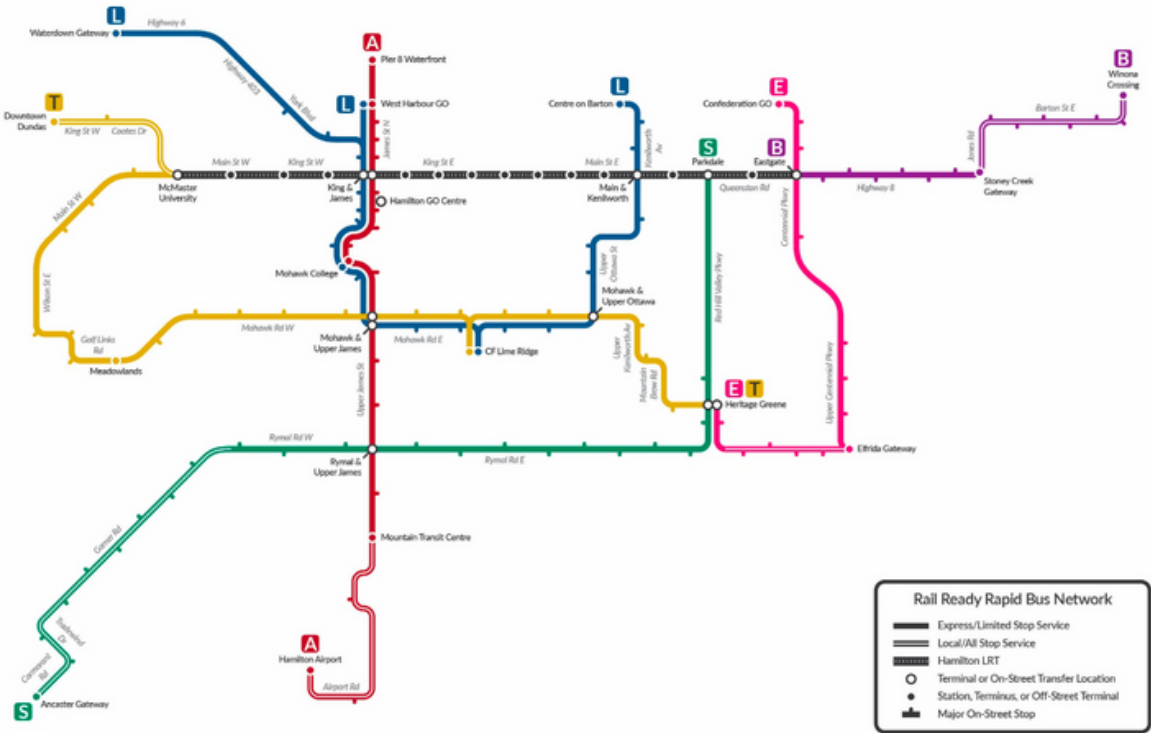 L
Waterdown Gateway
Highway 6
Highway 403
York Blvd
A
Pier 8 Waterfront
L
West Harbour GO
James St N
L
Centre on Barton
Kenilworth
Av
E
Confederation GO
B
Winona
Crossing
Barton St E
Jones Rd
T
Downtown
Dundas
King St W
Cootes Dr
Main St W
King St W
King St E
Main St E
S
Parkdale
B
Eastgate
Queenston Rd
Highway 8
Stoney Creek
Gateway
McMaster
University
King &
James
Hamilton GO Centre
Main &
Kenilworth
Centennial Pkwy
Main St W
Wilson St E
Mohawk College
Upper
Ottawa St
Red Hill Valley Pkwy
Mohawk &
Upper Ottawa
Golf Links
Rd
Meadowlands
Mohawk Rd W
Mohawk &
Upper James
Mohawk Rd E
CF Lime Ridge
Upper
Kenilworth Av
Mountain
Brow Rd
Upper James St
E
T
Heritage Greene
Upper Centennial Pkwy
Elfrida Gateway
Rymal Rd W
Rymal &
Upper James
Rymal Rd E
Garner Rd
Mountain Transit Centre
Tradewind
Dr
Cormorant
Rd
S
Ancaster Gateway
A
Hamilton Airport
Airport Rd
Rail Ready Rapid Bus Network
Express/Limited Stop Service
Local/All Stop Service
Hamilton LRT
Terminal or On-Street Transfer Location
Station, Terminus, or Off-Street Terminal
Major On-Street Stop